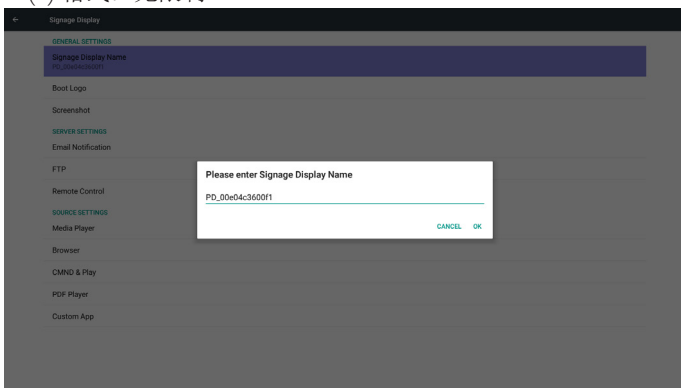 ← Signage Display
GENERAL SETTINGS
Signage Display Name
PD_00e04c3600f1
Boot Logo
Screenshot
SERVER SETTINGS
Email Notification
FTP
Remote Control
SOURCE SETTINGS
Media Player
Browser
CMND & Play
PDF Player
Custom App
Please enter Signage Display Name
PD_00e04c3600f1
CANCEL OK